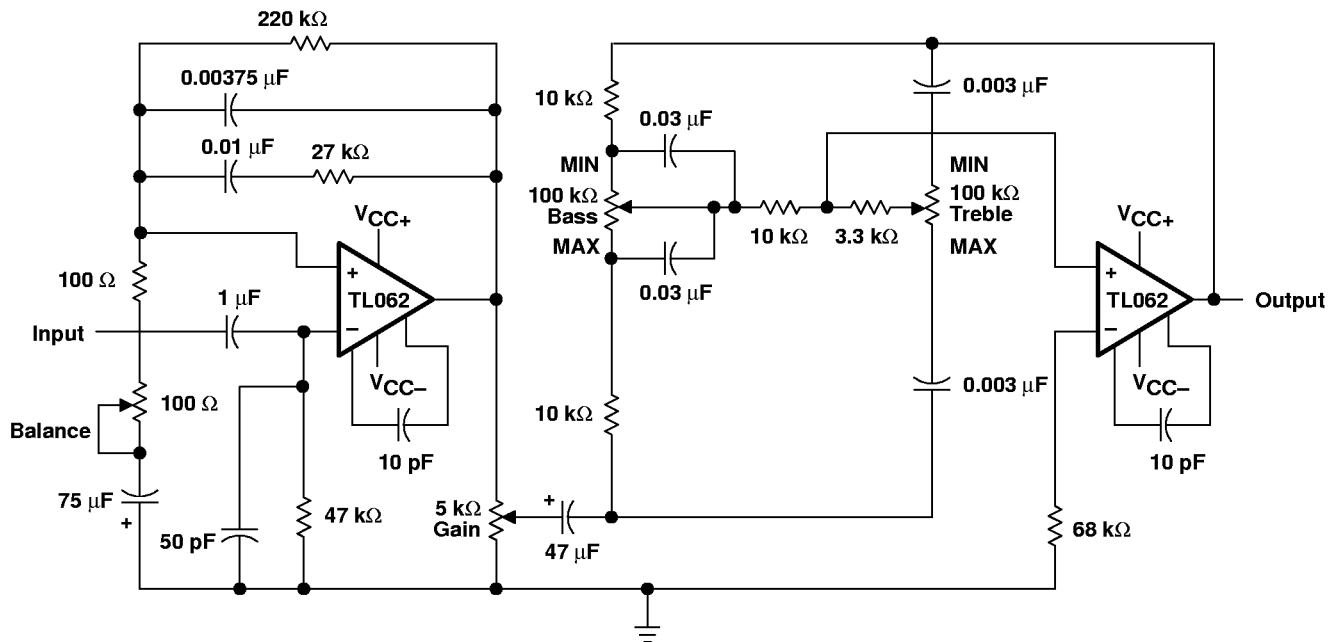 220 kΩ
0.00375 μF
0.01 μF
27 kΩ
VCC+
100 Ω
1 μF
+
TL062
−
Input
VCC−
100 Ω
Balance
10 pF
75 μF
+
50 pF
47 kΩ
5 kΩ
Gain
+
47 μF
10 kΩ
0.03 μF
MIN
100 kΩ
Bass
MAX
0.03 μF
10 kΩ
3.3 kΩ
10 kΩ
0.003 μF
MIN
100 kΩ
Treble
MAX
0.003 μF
VCC+
+
TL062
−
Output
VCC−
10 pF
68 kΩ